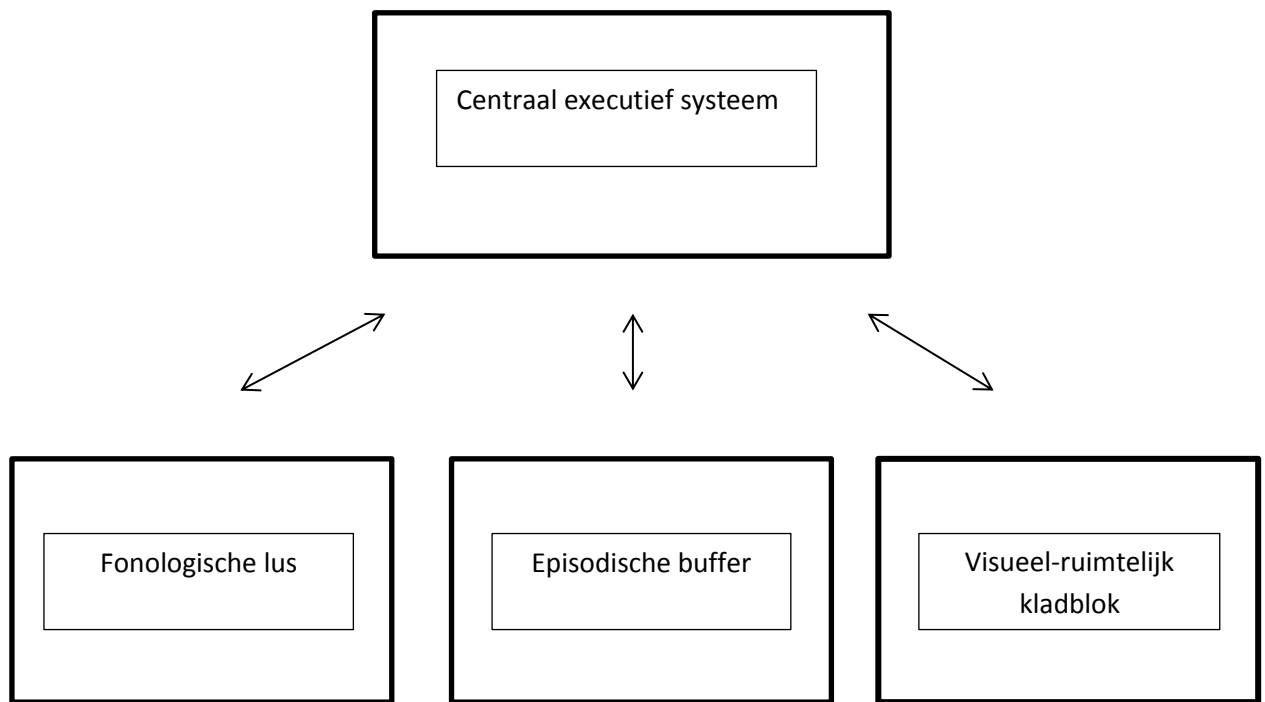 Centraal executief systeem
Fonologische lus
Episodische buffer
Visueel-ruimtelijk
kladblok